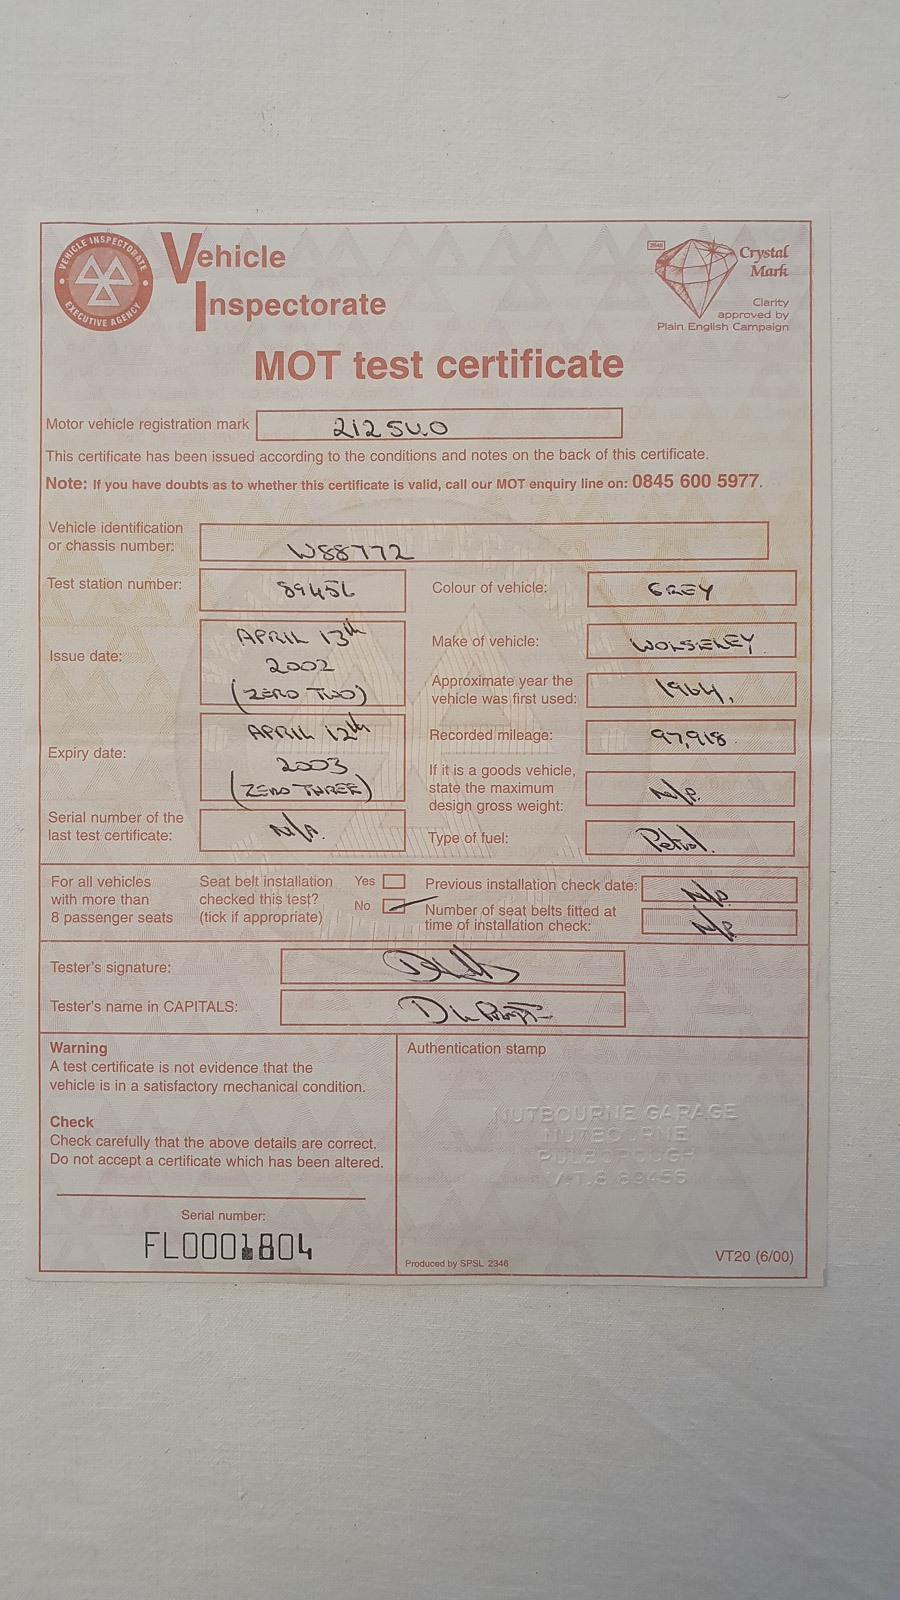 VEHICLE INSPECTORATE
EXECUTIVE AGENCY
Vehicle
Inspectorate
Crystal
Mark
Clarity
approved by
Plain English Campaign
MOT test certificate
Motor vehicle registration mark 212 SUO
This certificate has been issued according to the conditions and notes on the back of this certificate.
Note: If you have doubts as to whether this certificate is valid, call our MOT enquiry line on: 0845 600 5977.
Vehicle identification
or chassis number: W88772
Test station number: 89456
Colour of vehicle: GREY
Issue date: APRIL 13th
2002
(ZERO TWO)
Make of vehicle: WOLSELEY
Approximate year the
vehicle was first used: 1964.
Expiry date: APRIL 12th
2003
(ZERO THREE)
Recorded mileage: 97,918
If it is a goods vehicle,
state the maximum
design gross weight: N/A
Serial number of the
last test certificate: N/A
Type of fuel: Petrol.
For all vehicles
with more than
8 passenger seats
Seat belt installation
checked this test?
(tick if appropriate)
Yes
No
Previous installation check date: N/A
Number of seat belts fitted at
time of installation check: N/A
Tester's signature:
Tester's name in CAPITALS:
Warning
A test certificate is not evidence that the
vehicle is in a satisfactory mechanical condition.
Check
Check carefully that the above details are correct.
Do not accept a certificate which has been altered.
Serial number:
FL0001804
Authentication stamp
NUTBOURNE GARAGE
NUTBOURNE
PULBOROUGH
V.T.S 89456
Produced by SPSL 2346
VT20 (6/00)